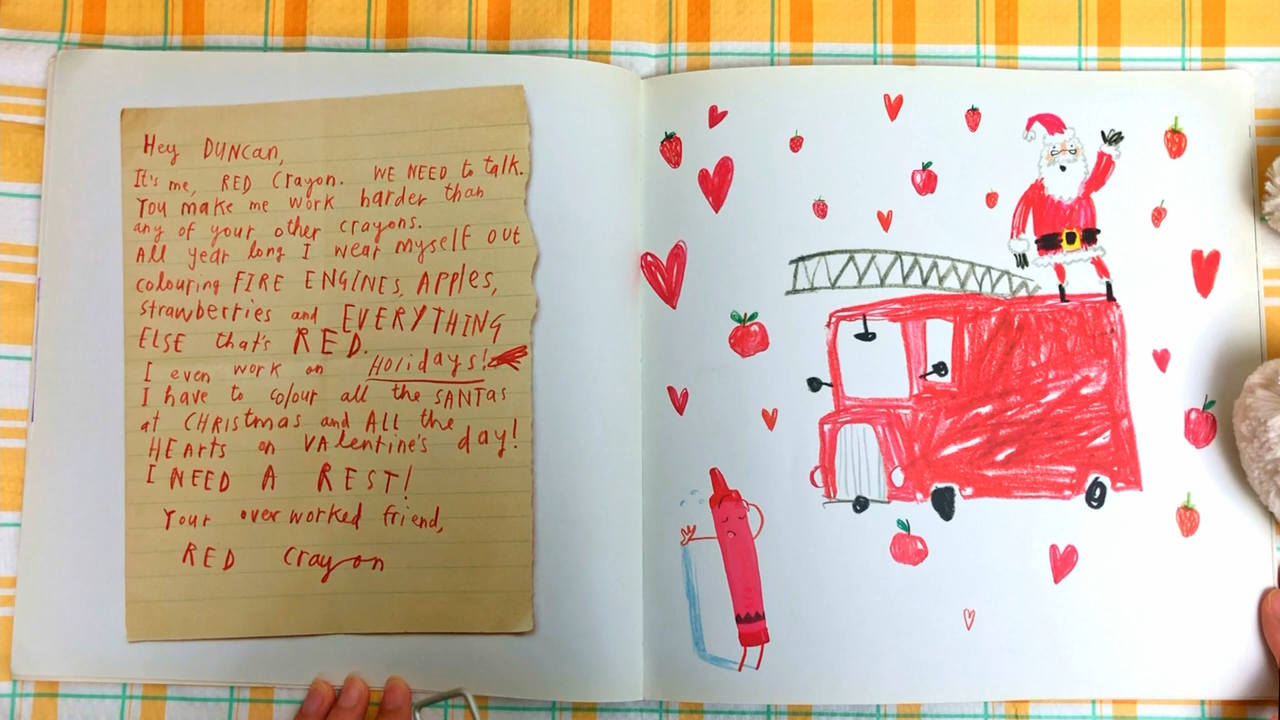 Hey DUNCan,
It's me, RED Crayon. WE NEED to talk.
You make me work harder than
any of your other crayons.
All year long I wear myself out
colouring FIRE ENGINES, Apples,
strawberries and EVERYTHING
ELSE that's RED.
I even work on Holidays!
I have to colour all the SANTas
at CHRistmas and All the
HEArts on VAlentine's day!
I NEED A REST!
Your overworked friend,
RED Crayon